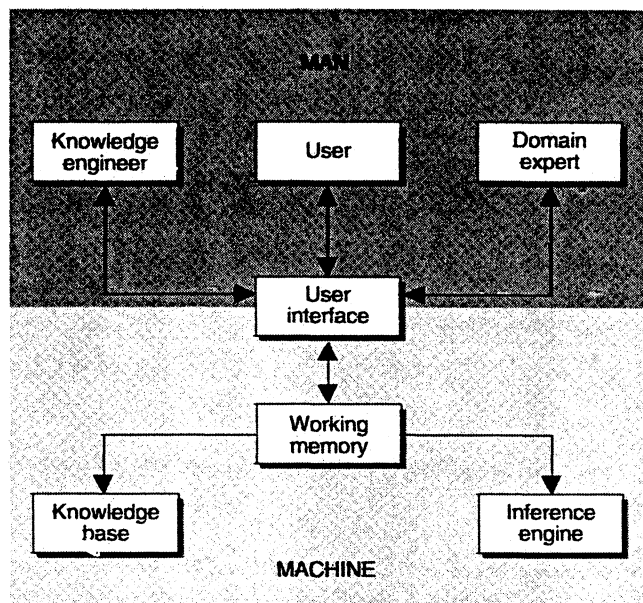 MAN
Knowledge
engineer
User
Domain
expert
User
interface
Working
memory
Knowledge
base
Inference
engine
MACHINE